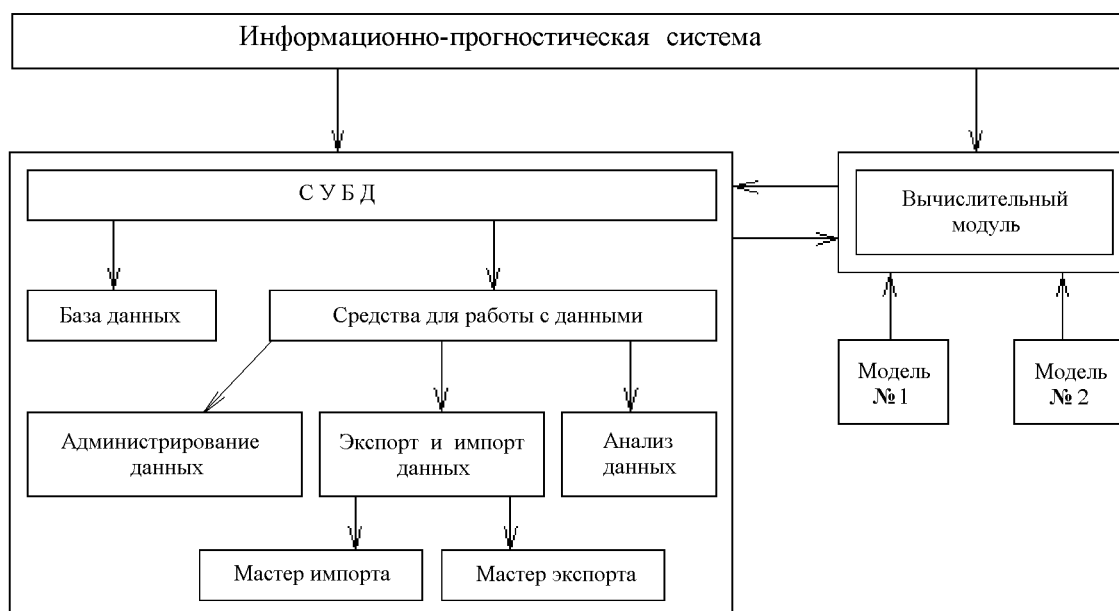 Информационно-прогностическая система
С У Б Д
Вычислительный
модуль
База данных
Средства для работы с данными
Модель
№ 1
Модель
№ 2
Администрирование
данных
Экспорт и импорт
данных
Анализ
данных
Мастер импорта
Мастер экспорта